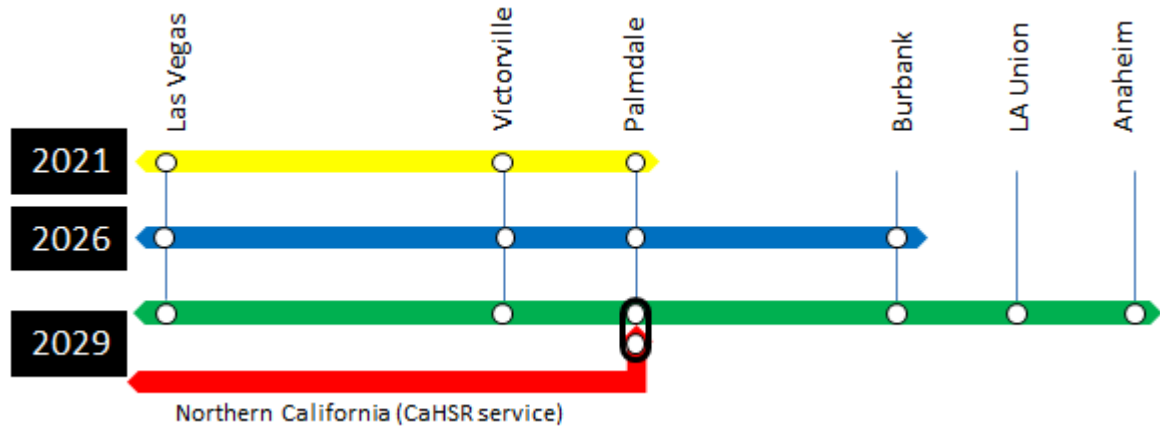 Las Vegas
Victorville
Palmdale
Burbank
LA Union
Anaheim
2021
2026
2029
Northern California (CaHSR service)